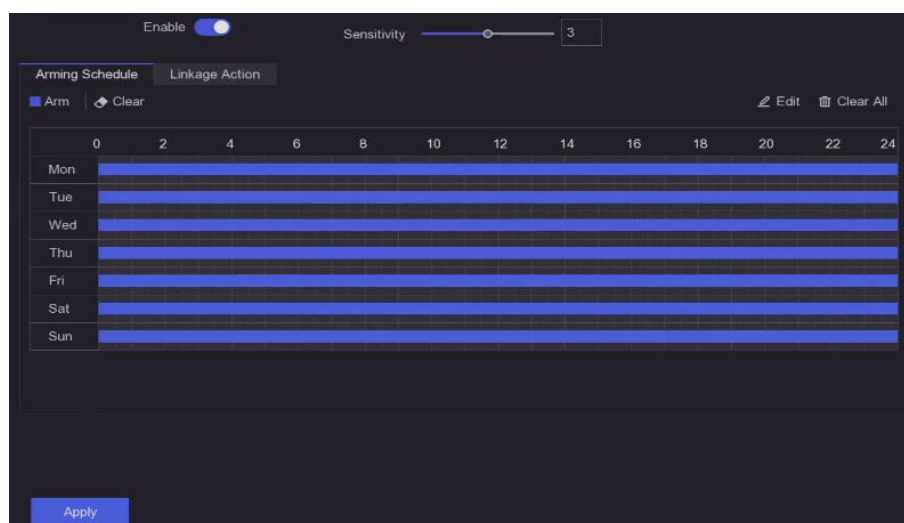 Enable Sensitivity 3
Arming Schedule Linkage Action
Arm Clear Edit Clear All
0 2 4 6 8 10 12 14 16 18 20 22 24
Mon
Tue
Wed
Thu
Fri
Sat
Sun
Apply